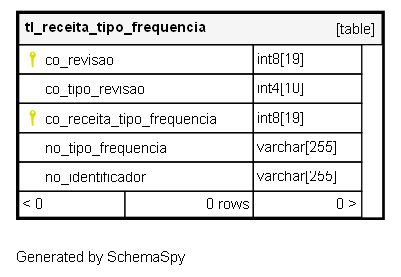 tl_receita_tipo_frequencia [table]
co_revisao int8[19]
co_tipo_revisao int4[10]
co_receita_tipo_frequencia int8[19]
no_tipo_frequencia varchar[255]
no_identificador varchar[255]
< 0 0 rows 0 >
Generated by SchemaSpy